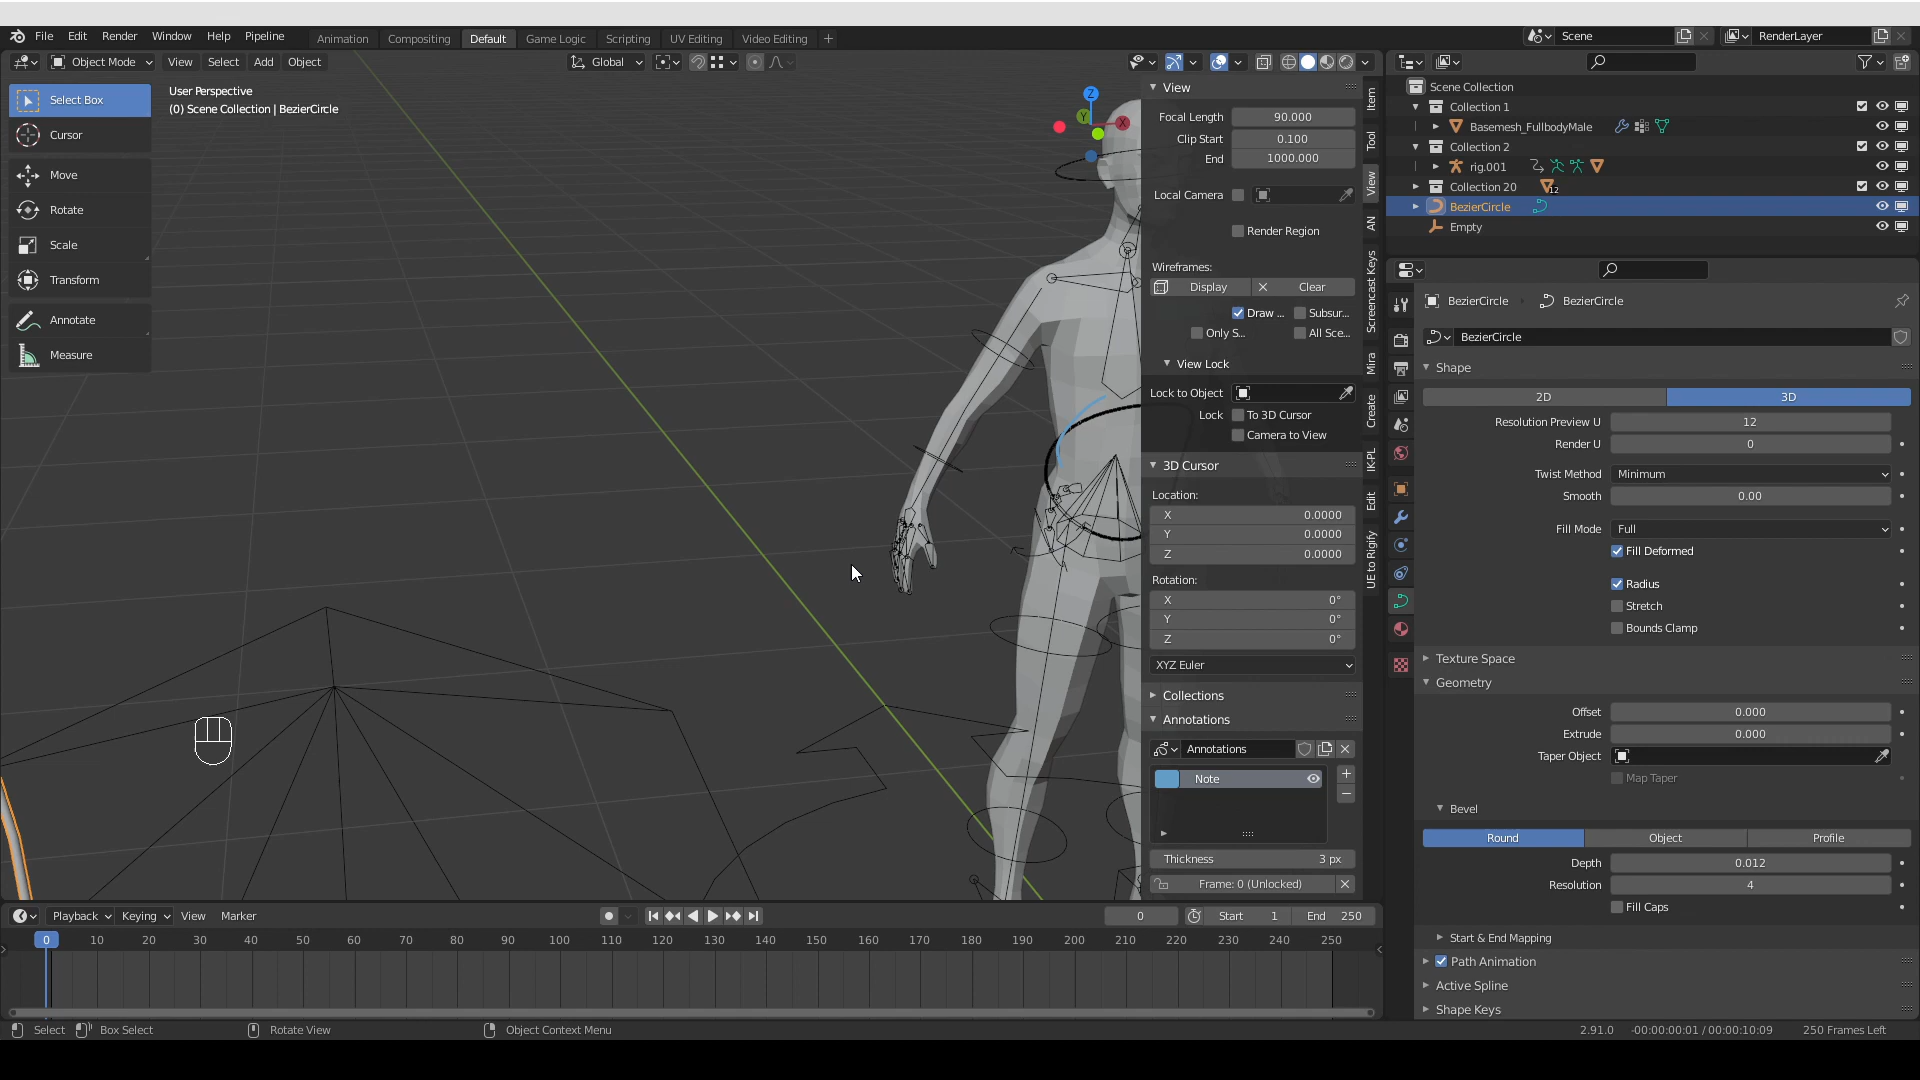 File Edit Render Window Help Pipeline Animation Compositing Default Game Logic Scripting UV Editing Video Editing + Scene RenderLayer
Object Mode View Select Add Object Global
Select Box
Cursor
Move
Rotate
Scale
Transform
Annotate
Measure
User Perspective
(0) Scene Collection | BezierCircle
Z
Y
X
View
Focal Length 90.000
Clip Start 0.100
End 1000.000
Local Camera
Render Region
Wireframes:
Display Clear
Draw ... Subsur...
Only S... All Sce...
View Lock
Lock to Object
Lock To 3D Cursor
Camera to View
3D Cursor
Location:
X 0.0000
Y 0.0000
Z 0.0000
Rotation:
X 0°
Y 0°
Z 0°
XYZ Euler
Collections
Annotations
Annotations
Note
Thickness 3 px
Frame: 0 (Unlocked)
Item
Tool
View
AN
Screencast Keys
Mira
Create
IK-PL
Edit
UE to Rigify
Scene Collection
Collection 1
Basemesh_FullbodyMale
Collection 2
rig.001
Collection 20 12
BezierCircle
Empty
BezierCircle BezierCircle
BezierCircle
Shape
2D 3D
Resolution Preview U 12
Render U 0
Twist Method Minimum
Smooth 0.00
Fill Mode Full
Fill Deformed
Radius
Stretch
Bounds Clamp
Texture Space
Geometry
Offset 0.000
Extrude 0.000
Taper Object
Map Taper
Bevel
Round Object Profile
Depth 0.012
Resolution 4
Fill Caps
Start & End Mapping
Path Animation
Active Spline
Shape Keys
Playback Keying View Marker 0 Start 1 End 250
0 10 20 30 40 50 60 70 80 90 100 110 120 130 140 150 160 170 180 190 200 210 220 230 240 250
Select Box Select Rotate View Object Context Menu 2.91.0 -00:00:00:01 / 00:00:10:09 250 Frames Left